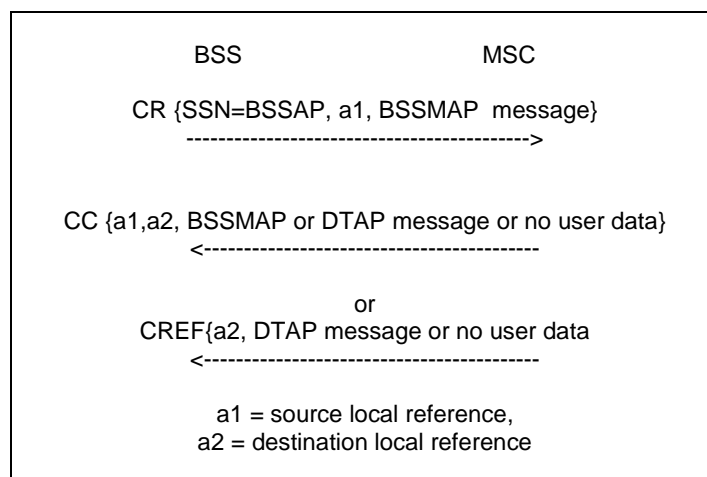 BSS MSC
CR {SSN=BSSAP, a1, BSSMAP message}
------------------------------------------->
CC {a1,a2, BSSMAP or DTAP message or no user data}
<------------------------------------------
or
CREF{a2, DTAP message or no user data
<------------------------------------------
a1 = source local reference,
a2 = destination local reference